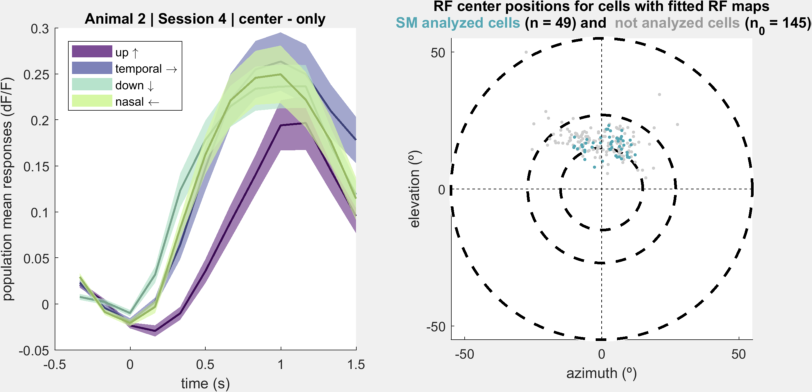 Animal 2 | Session 4 | center - only
0.3
0.25
0.2
0.15
0.1
0.05
0
-0.05
population mean responses (dF/F)
up ↑
temporal →
down ↓
nasal ←
-0.5
0
0.5
1
1.5
time (s)
RF center positions for cells with fitted RF maps
SM analyzed cells (n = 49) and not analyzed cells (n0 = 145)
50
0
-50
elevation (º)
-50
0
50
azimuth (º)